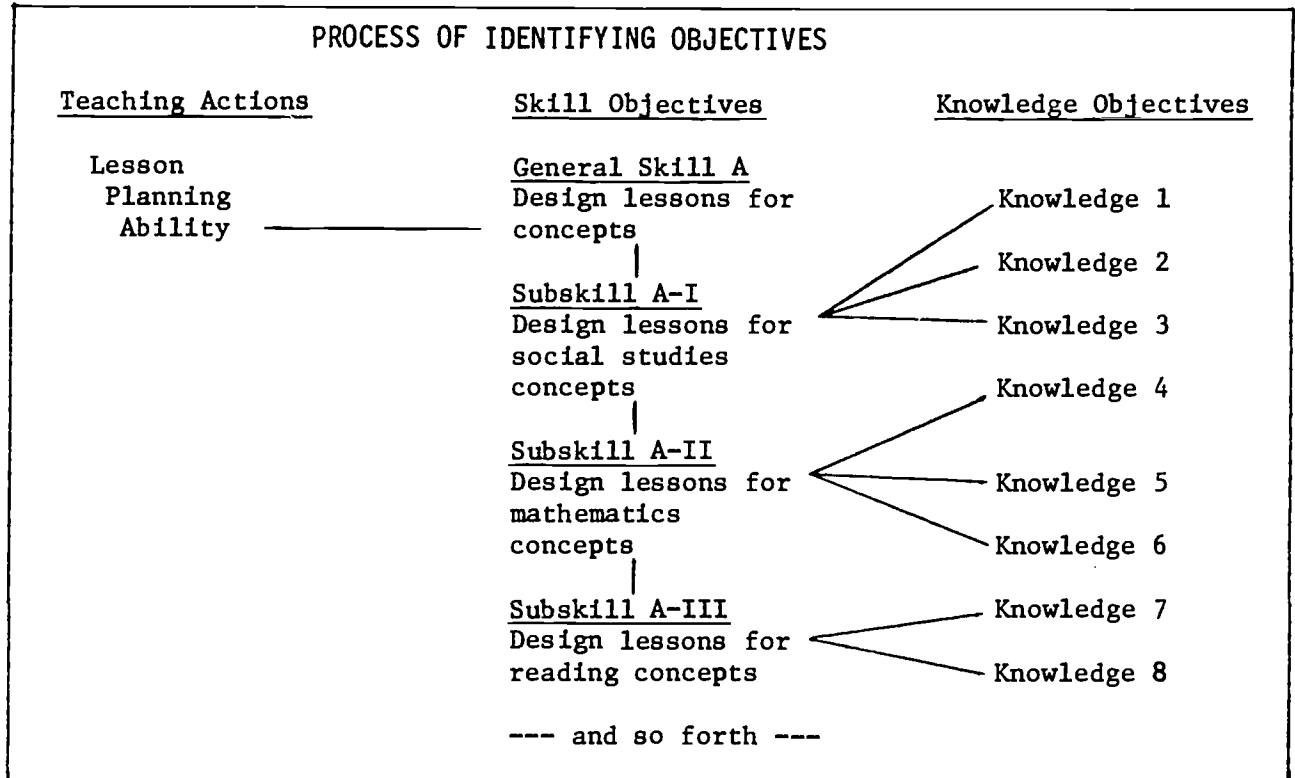 PROCESS OF IDENTIFYING OBJECTIVES
Teaching Actions
Lesson
Planning
Ability
Skill Objectives
General Skill A
Design lessons for
concepts
Subskill A-I
Design lessons for
social studies
concepts
Subskill A-II
Design lessons for
mathematics
concepts
Subskill A-III
Design lessons for
reading concepts
--- and so forth ---
Knowledge Objectives
Knowledge 1
Knowledge 2
Knowledge 3
Knowledge 4
Knowledge 5
Knowledge 6
Knowledge 7
Knowledge 8